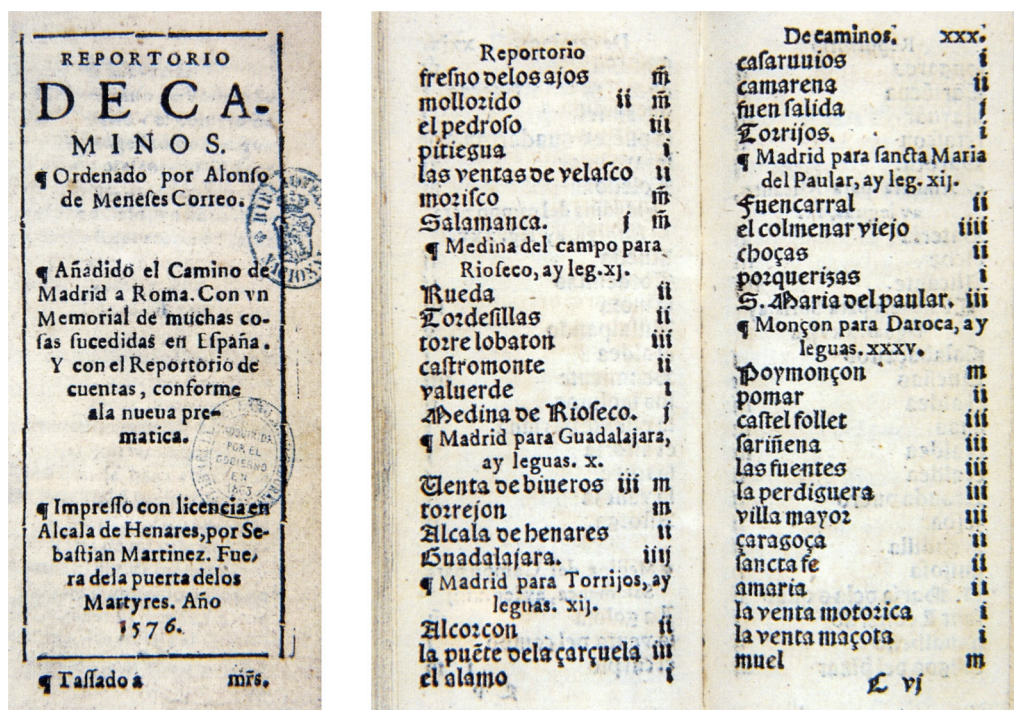 REPORTORIO
DE CA-
MINOS.
¶ Ordenado por Alonso
de Meneses Correo.
¶ Añadido el Camino de
Madrid a Roma. Con vn
Memorial de muchas co-
sas sucedidas en España.
Y con el Reportorio de
cuentas, conforme
ala nueua pre-
matica.
¶ Impresso con licencia en
Alcala de Henares, por Se-
bastian Martinez. Fue-
ra dela puerta delos
Martyres. Año
1576.
¶ Tassado a mr̃s.
Reportorio
fresno delos ajos m̃
mollorido ii m̃
el pedroso iii
pitiegua i
las ventas de velasco ii
morisco m̃
Salamanca. j m̃
¶ Medina del campo para
Rioseco, ay leg. xj.
Rueda ii
Tordesillas ii
torre lobaton iii
castromonte ii
valuerde i
Medina de Rioseco. j
¶ Madrid para Guadalajara,
ay leguas. x.
Uenta de biueros iii m
torrejon m
Alcala de henares ii
Guadalajara. iiij
¶ Madrid para Torrijos, ay
leguas. xij.
Alcorcon ii
la puẽte dela çarçuela iii
el alamo i
De caminos. xxx.
casaruuios i
camarena ii
fuen salida j
Torrijos. i
¶ Madrid para sancta Maria
del Paular, ay leg. xij.
Fuencarral ii
el colmenar viejo iiii
choças ii
porquerizas i
S. Maria del paular. iii
¶ Monçon para Daroca, ay
leguas. xxxv.
Poymonçon m
pomar ii
castel follet iii
sariñena iii
las fuentes iii
la perdiguera iii
villa mayor iii
çaragoça ii
sancta fe ii
amaria ii
la venta motorica i
la venta maçota i
muel m
C vj